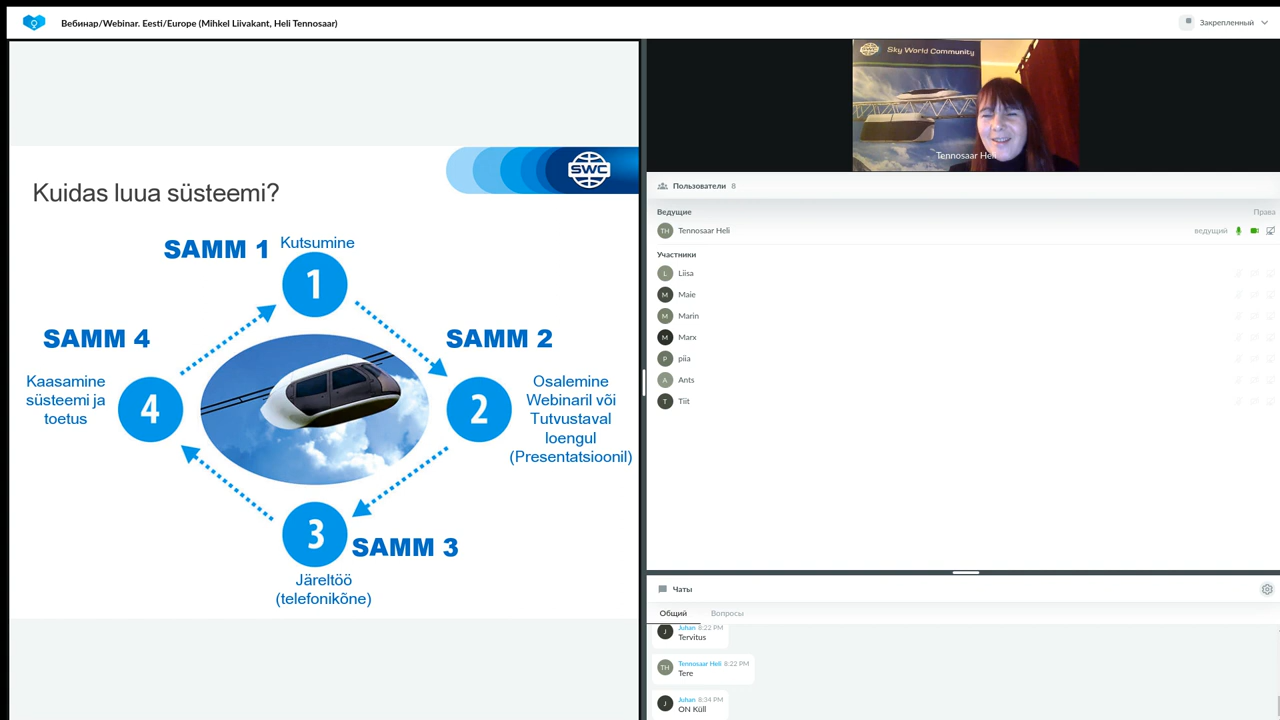 Вебинар/Webinar. Eesti/Europe (Mihkel Liivakant, Heli Tennosaar)
Закрепленный
SWC
Kuidas luua süsteemi?
SAMM 1
Kutsumine
1
SAMM 4
SAMM 2
Kaasamine
süsteemi ja
toetus
4
2
Osalemine
Webinaril või
Tutvustaval
loengul
(Presentatsioonil)
3
SAMM 3
Järeltöö
(telefonikõne)
Sky World Community
Tennosaar Heli
Пользователи 8
Ведущие
Права
TH
Tennosaar Heli
ведущий
Участники
L Liisa
M Maie
M Marin
M Marx
P piia
A Ants
T Tiit
Чаты
Общий
Вопросы
J
Juhan 8:22 PM
Tervitus
TH
Tennosaar Heli 8:22 PM
Tere
J
Juhan 8:34 PM
ON Küll